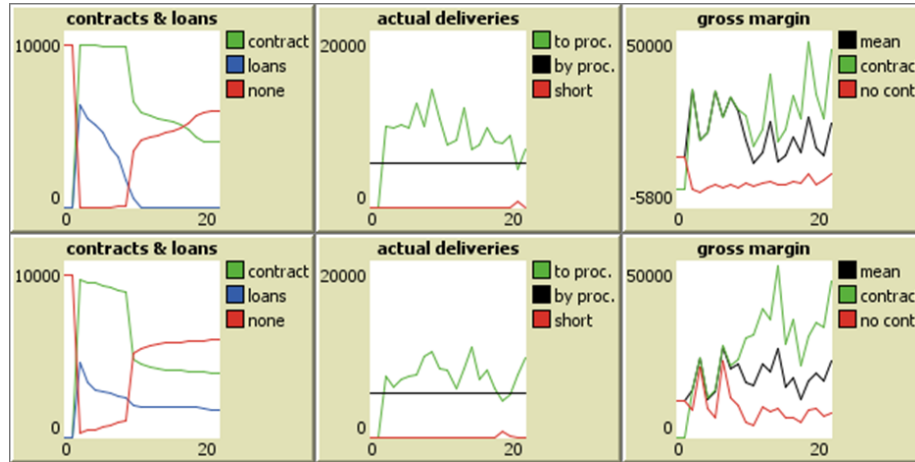 contracts & loans
10000
0
0
20
contract
loans
none
actual deliveries
20000
0
0
20
to proc.
by proc.
short
gross margin
50000
-5800
0
20
mean
contrac
no cont
contracts & loans
10000
0
0
20
contract
loans
none
actual deliveries
20000
0
0
20
to proc.
by proc.
short
gross margin
50000
0
0
20
mean
contrac
no cont